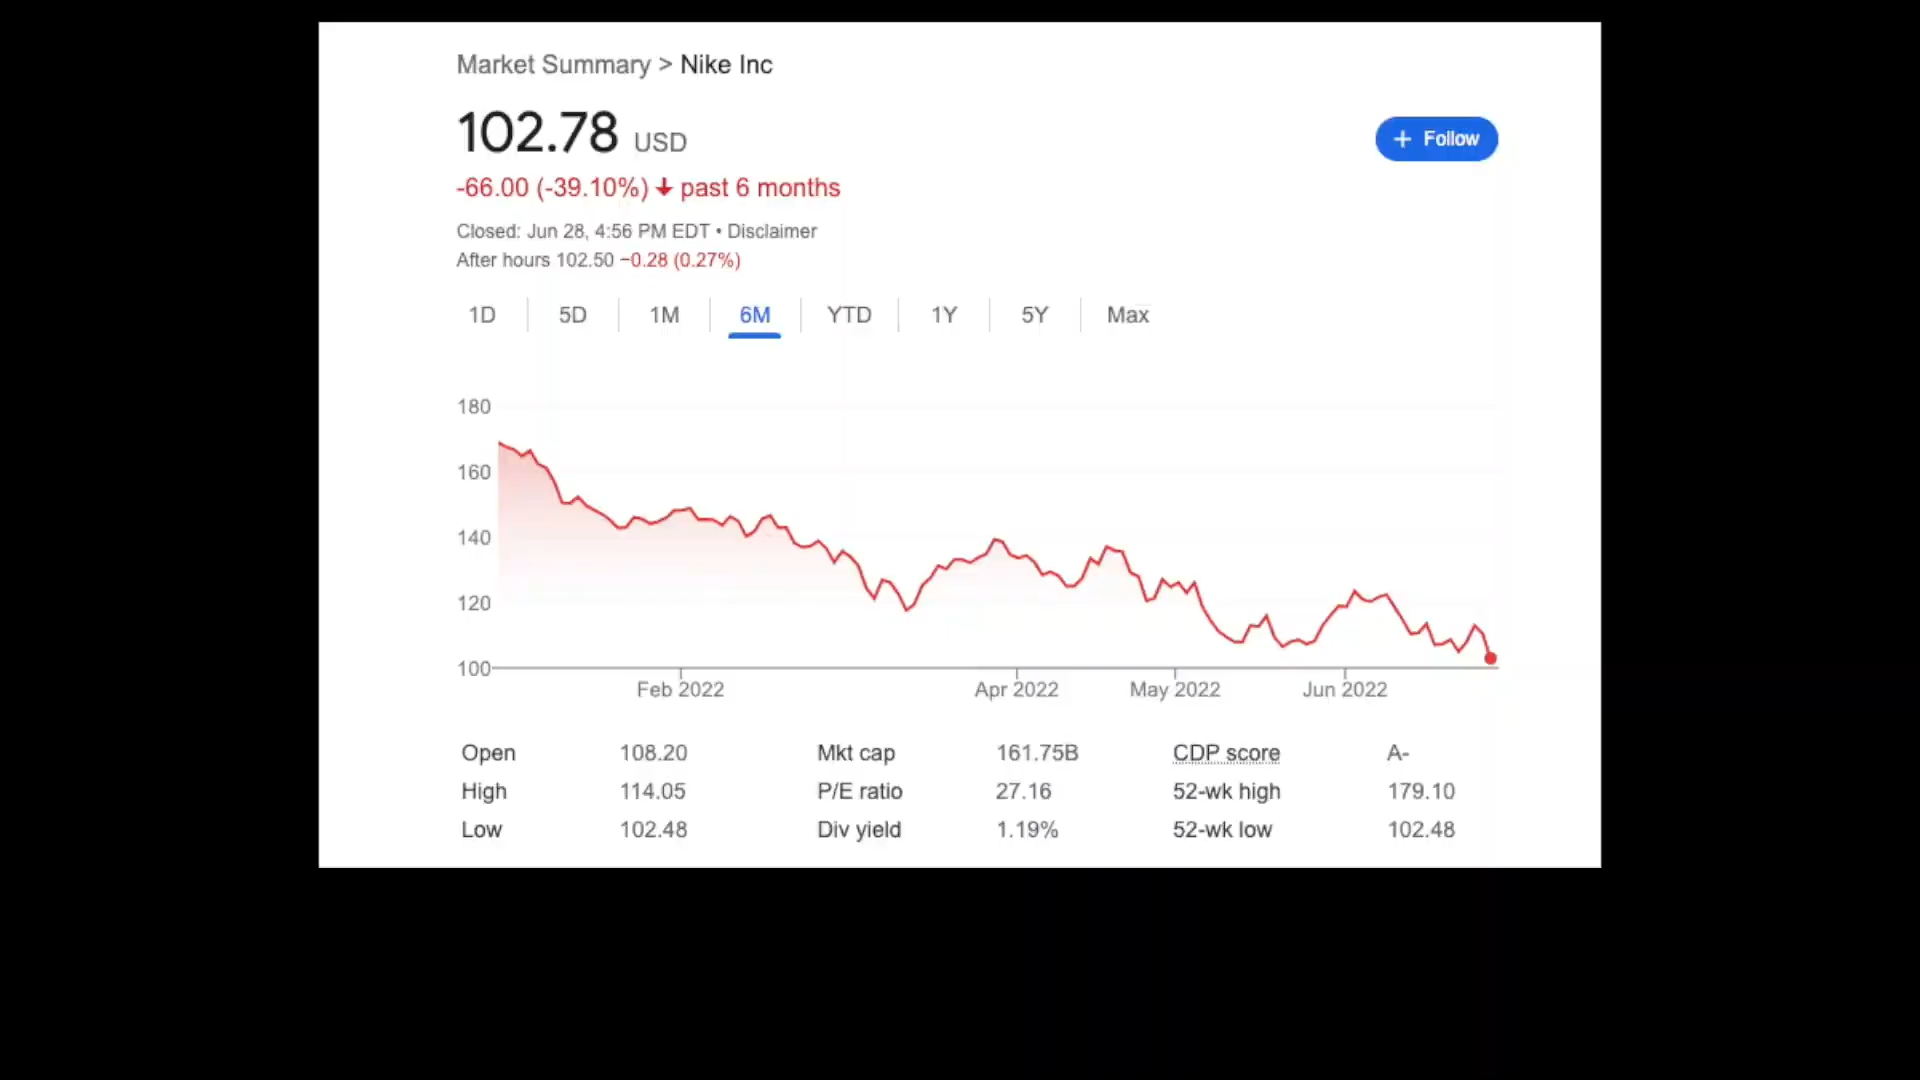 Market Summary > Nike Inc
102.78 USD
+ Follow
-66.00 (-39.10%) ↓ past 6 months
Closed: Jun 28, 4:56 PM EDT • Disclaimer
After hours 102.50 −0.28 (0.27%)
1D 5D 1M 6M YTD 1Y 5Y Max
180
160
140
120
100
Feb 2022 Apr 2022 May 2022 Jun 2022
Open 108.20 Mkt cap 161.75B CDP score A-
High 114.05 P/E ratio 27.16 52-wk high 179.10
Low 102.48 Div yield 1.19% 52-wk low 102.48